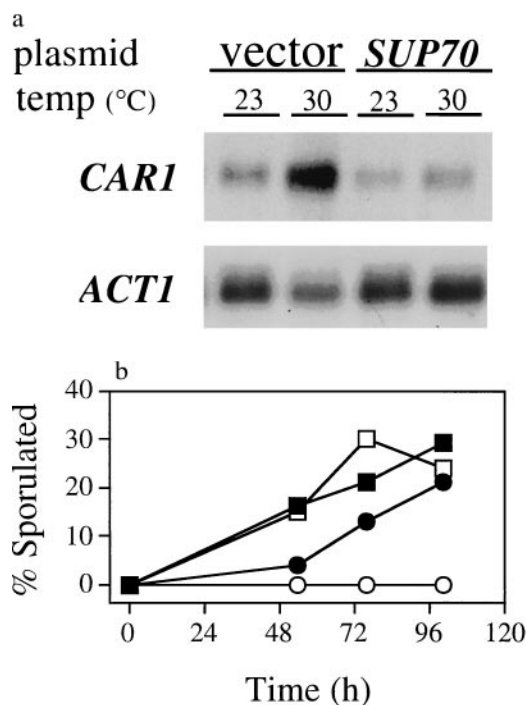 a
plasmid vector SUP70
temp (°C) 23 30 23 30
CAR1
ACT1
b
40
30
20
10
0
% Sporulated
0 24 48 72 96 120
Time (h)